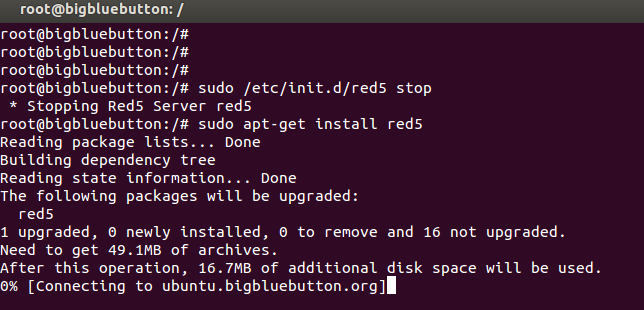 root@bigbluebutton: /
root@bigbluebutton:/#
root@bigbluebutton:/#
root@bigbluebutton:/#
root@bigbluebutton:/# sudo /etc/init.d/red5 stop
 * Stopping Red5 Server red5
root@bigbluebutton:/# sudo apt-get install red5
Reading package lists... Done
Building dependency tree
Reading state information... Done
The following packages will be upgraded:
  red5
1 upgraded, 0 newly installed, 0 to remove and 16 not upgraded.
Need to get 49.1MB of archives.
After this operation, 16.7MB of additional disk space will be used.
0% [Connecting to ubuntu.bigbluebutton.org]